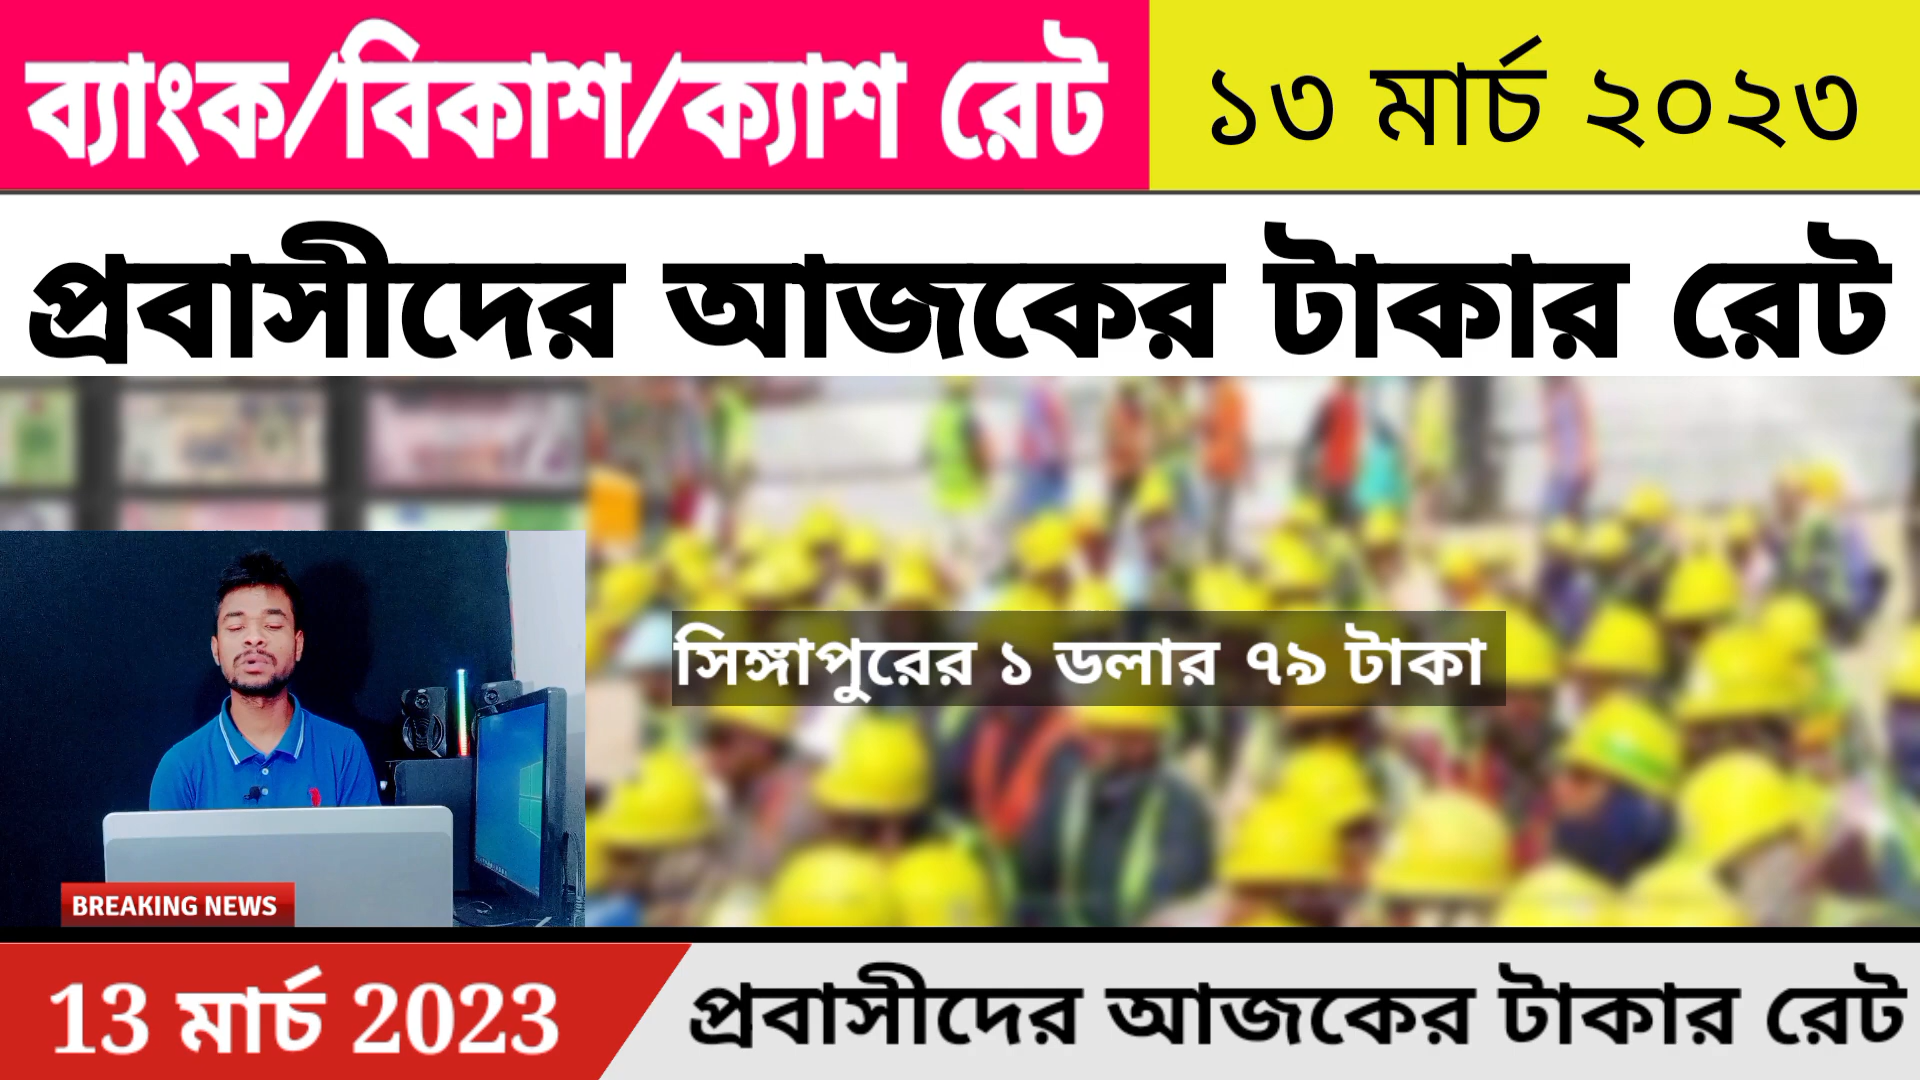 ব্যাংক/বিকাশ/ক্যাশ রেট
১৩ মার্চ ২০২৩
প্রবাসীদের আজকের টাকার রেট
সিঙ্গাপুরের ১ ডলার ৭৯ টাকা
BREAKING NEWS
13 মার্চ 2023
প্রবাসীদের আজকের টাকার রেট